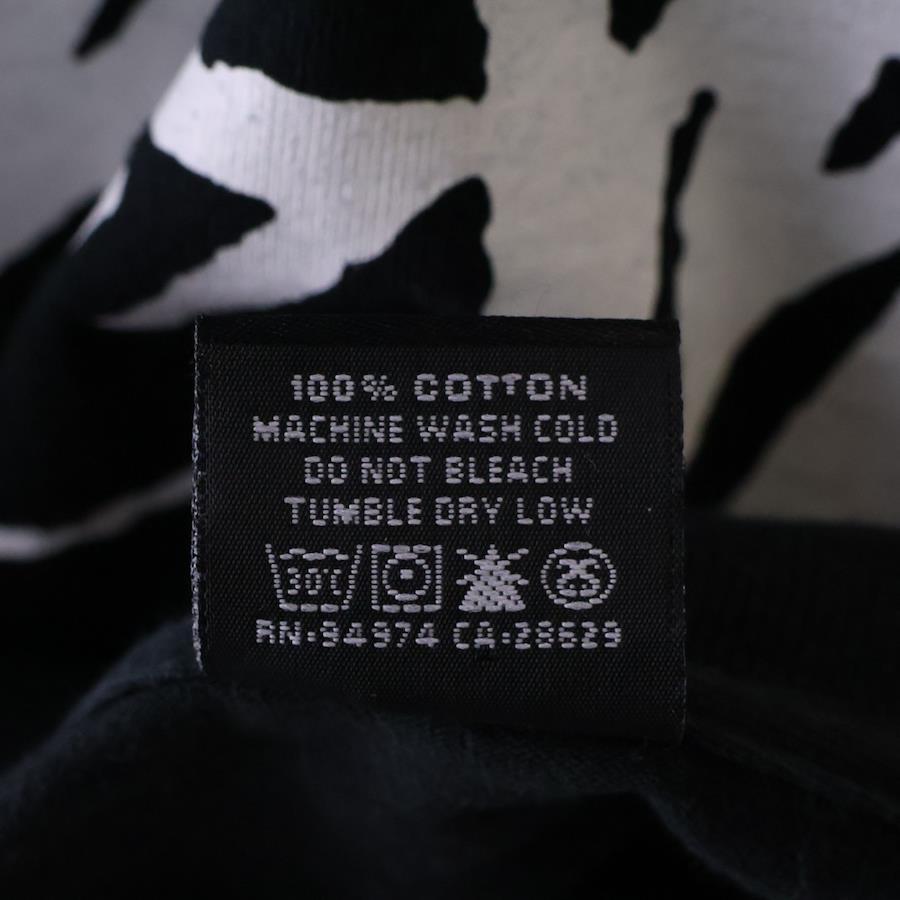 100% COTTON
MACHINE WASH COLD
DO NOT BLEACH
TUMBLE DRY LOW
30°C
RN:94974 CA:28629